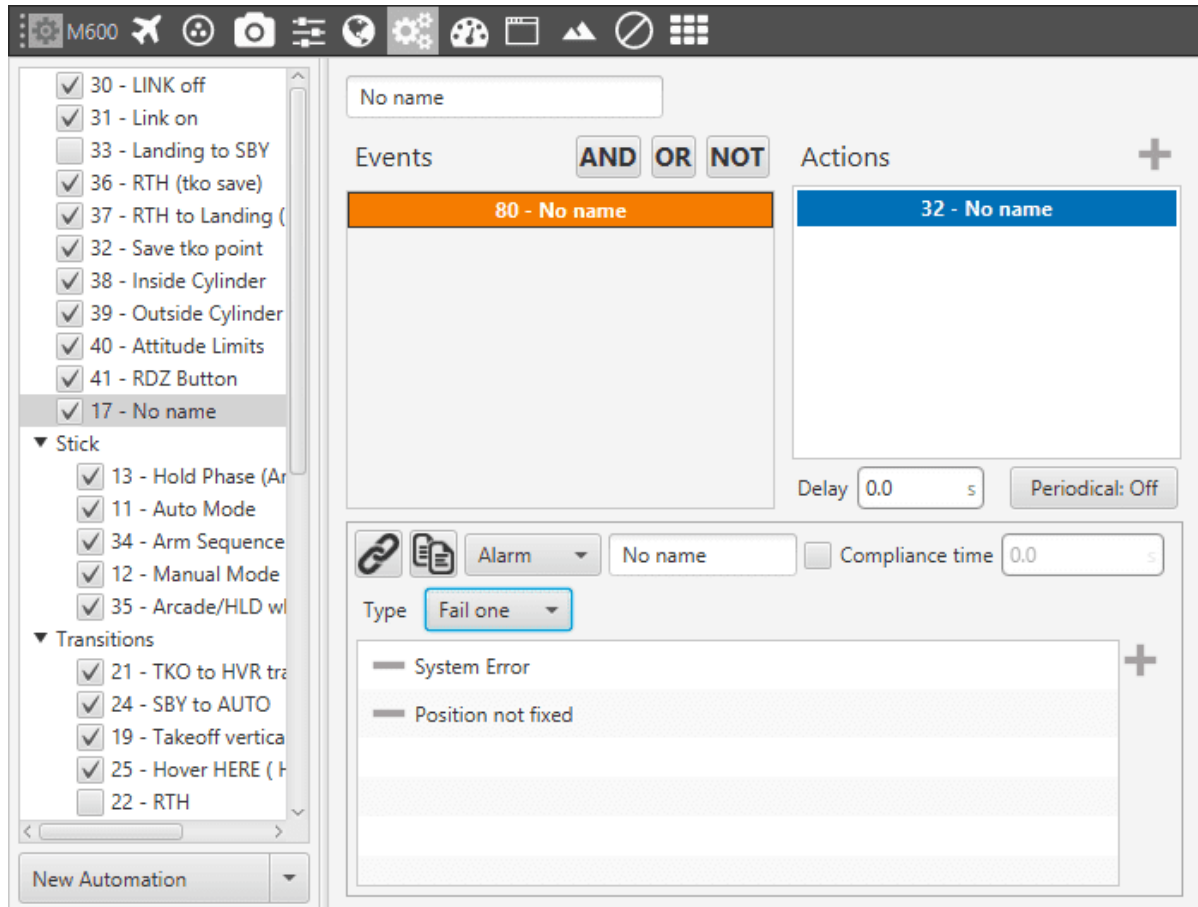 M600
30 - LINK off
31 - Link on
33 - Landing to SBY
36 - RTH (tko save)
37 - RTH to Landing (
32 - Save tko point
38 - Inside Cylinder
39 - Outside Cylinder
40 - Attitude Limits
41 - RDZ Button
17 - No name
Stick
13 - Hold Phase (Ar
11 - Auto Mode
34 - Arm Sequence
12 - Manual Mode
35 - Arcade/HLD wl
Transitions
21 - TKO to HVR tra
24 - SBY to AUTO
19 - Takeoff vertica
25 - Hover HERE ( H
22 - RTH
New Automation
No name
Events AND OR NOT
80 - No name
Actions
32 - No name
Delay 0.0 s Periodical: Off
Alarm No name Compliance time 0.0 s
Type Fail one
System Error
Position not fixed